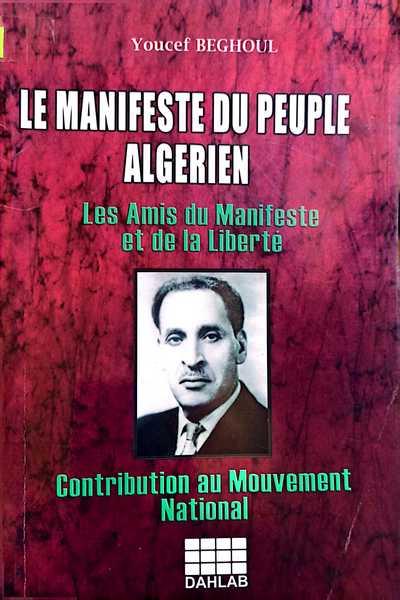 Youcef BEGHOUL
LE MANIFESTE DU PEUPLE
ALGERIEN
Les Amis du Manifeste
et de la Liberté
Contribution au Mouvement
National
DAHLAB